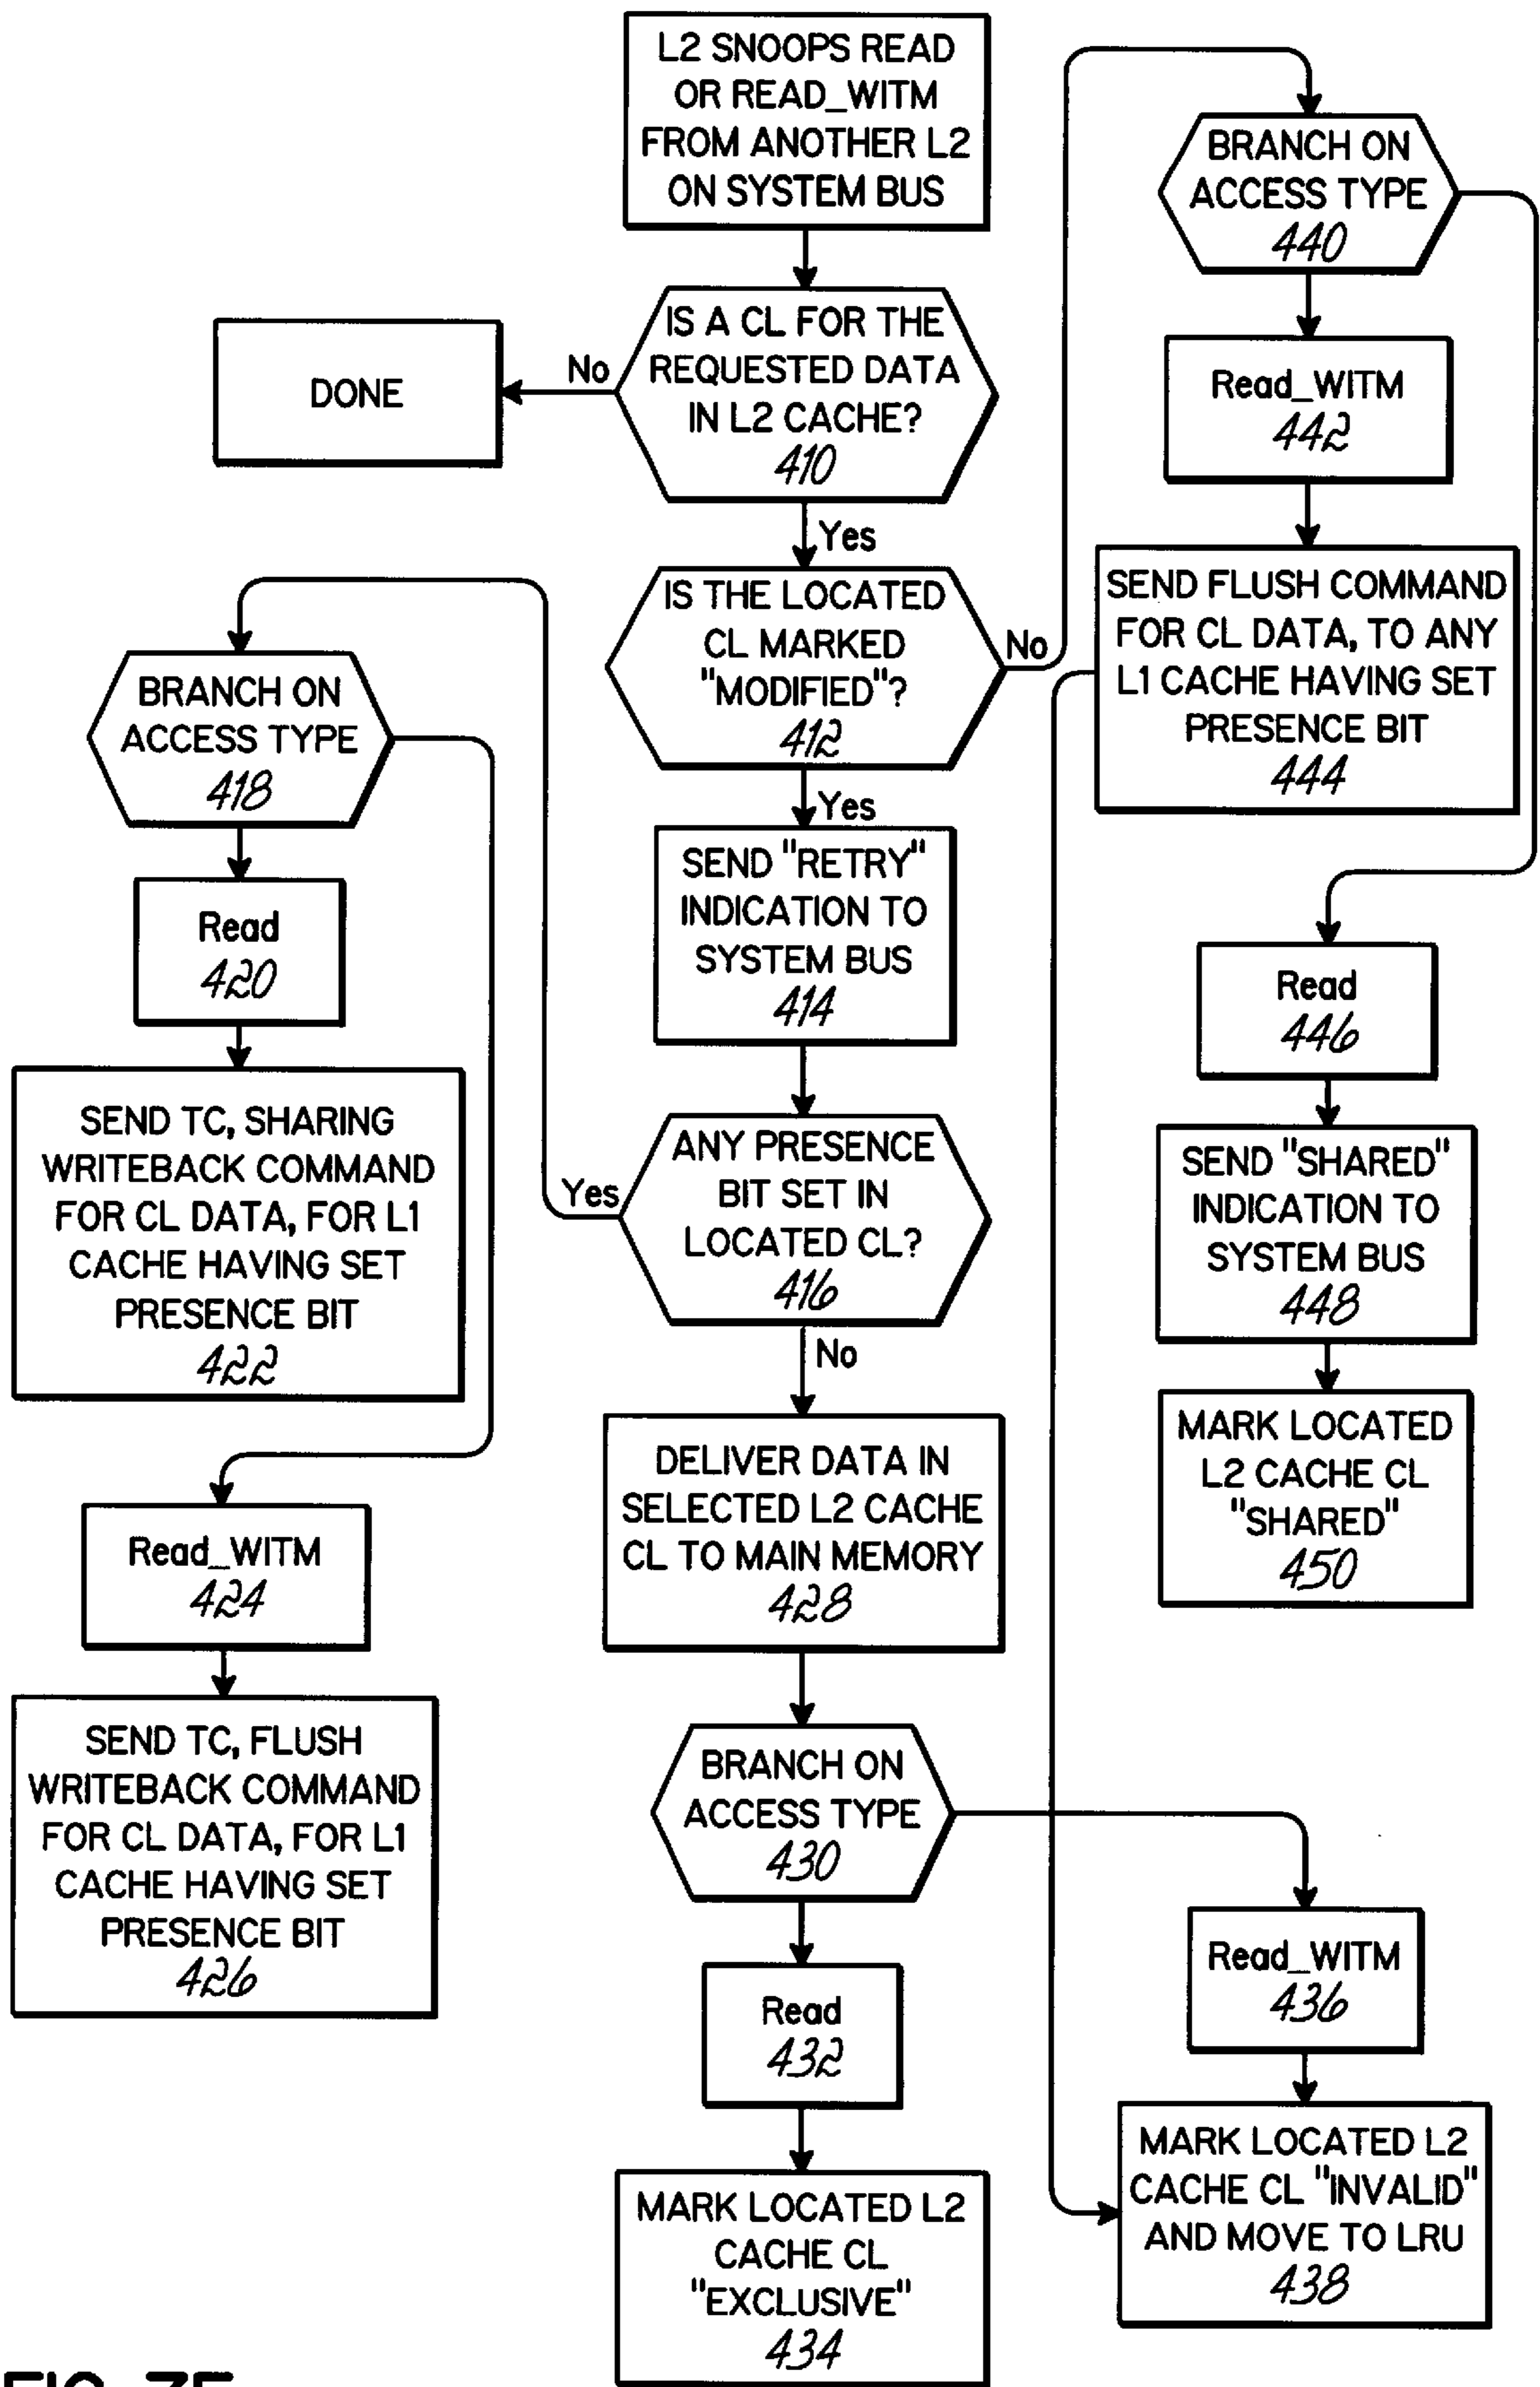 L2 SNOOPS READ
OR READ_WITM
FROM ANOTHER L2
ON SYSTEM BUS
IS A CL FOR THE
REQUESTED DATA
IN L2 CACHE?
410
No
DONE
Yes
IS THE LOCATED
CL MARKED
"MODIFIED"?
412
No
Yes
SEND "RETRY"
INDICATION TO
SYSTEM BUS
414
ANY PRESENCE
BIT SET IN
LOCATED CL?
416
Yes
No
BRANCH ON
ACCESS TYPE
418
Read
420
SEND TC, SHARING
WRITEBACK COMMAND
FOR CL DATA, FOR L1
CACHE HAVING SET
PRESENCE BIT
422
Read_WITM
424
SEND TC, FLUSH
WRITEBACK COMMAND
FOR CL DATA, FOR L1
CACHE HAVING SET
PRESENCE BIT
426
DELIVER DATA IN
SELECTED L2 CACHE
CL TO MAIN MEMORY
428
BRANCH ON
ACCESS TYPE
430
Read
432
MARK LOCATED L2
CACHE CL
"EXCLUSIVE"
434
Read_WITM
436
MARK LOCATED L2
CACHE CL "INVALID"
AND MOVE TO LRU
438
BRANCH ON
ACCESS TYPE
440
Read_WITM
442
SEND FLUSH COMMAND
FOR CL DATA, TO ANY
L1 CACHE HAVING SET
PRESENCE BIT
444
Read
446
SEND "SHARED"
INDICATION TO
SYSTEM BUS
448
MARK LOCATED
L2 CACHE CL
"SHARED"
450